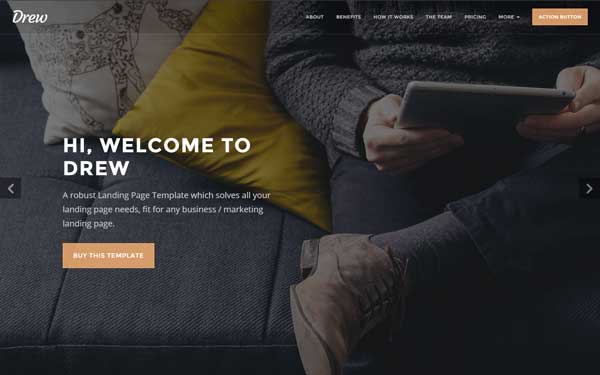 Drew
ABOUT BENEFITS HOW IT WORKS THE TEAM PRICING MORE ACTION BUTTON
HI, WELCOME TO
DREW
A robust Landing Page Template which solves all your
landing page needs, fit for any business / marketing
landing page.
BUY THIS TEMPLATE